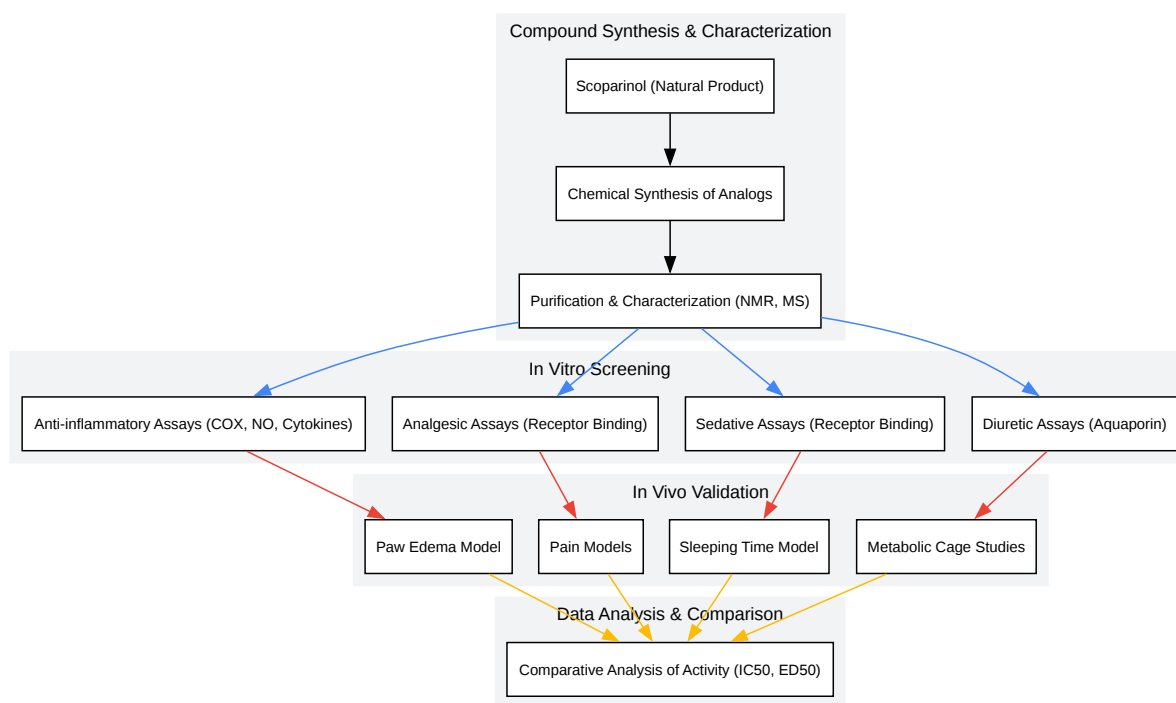 Compound Synthesis & Characterization
Scoparinol (Natural Product)
Chemical Synthesis of Analogs
Purification & Characterization (NMR, MS)
In Vitro Screening
Anti-inflammatory Assays (COX, NO, Cytokines)
Analgesic Assays (Receptor Binding)
Sedative Assays (Receptor Binding)
Diuretic Assays (Aquaporin)
In Vivo Validation
Paw Edema Model
Pain Models
Sleeping Time Model
Metabolic Cage Studies
Data Analysis & Comparison
Comparative Analysis of Activity (IC50, ED50)